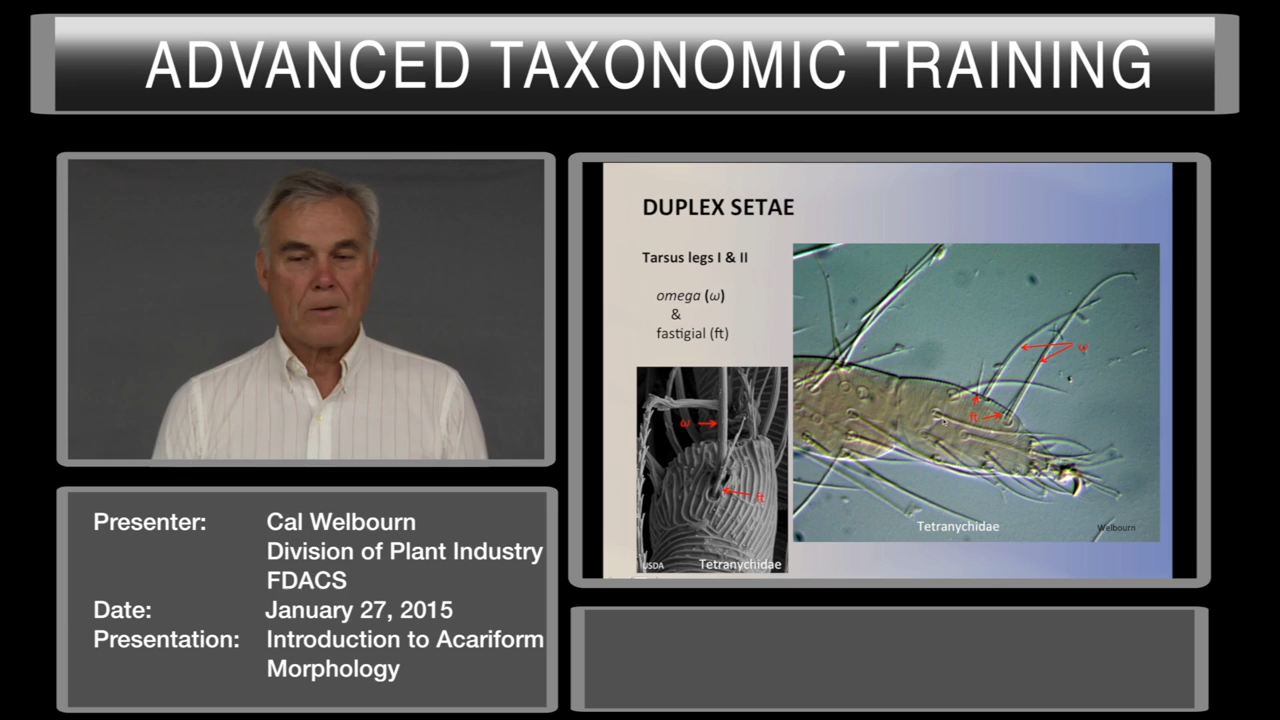 ADVANCED TAXONOMIC TRAINING
DUPLEX SETAE
Tarsus legs I & II
omega (ω)
&
fastigial (ft)
ω
ft
USDA
Tetranychidae
ft
Tetranychidae
Welbourn
Presenter: Cal Welbourn
Division of Plant Industry
FDACS
Date: January 27, 2015
Presentation: Introduction to Acariform
Morphology